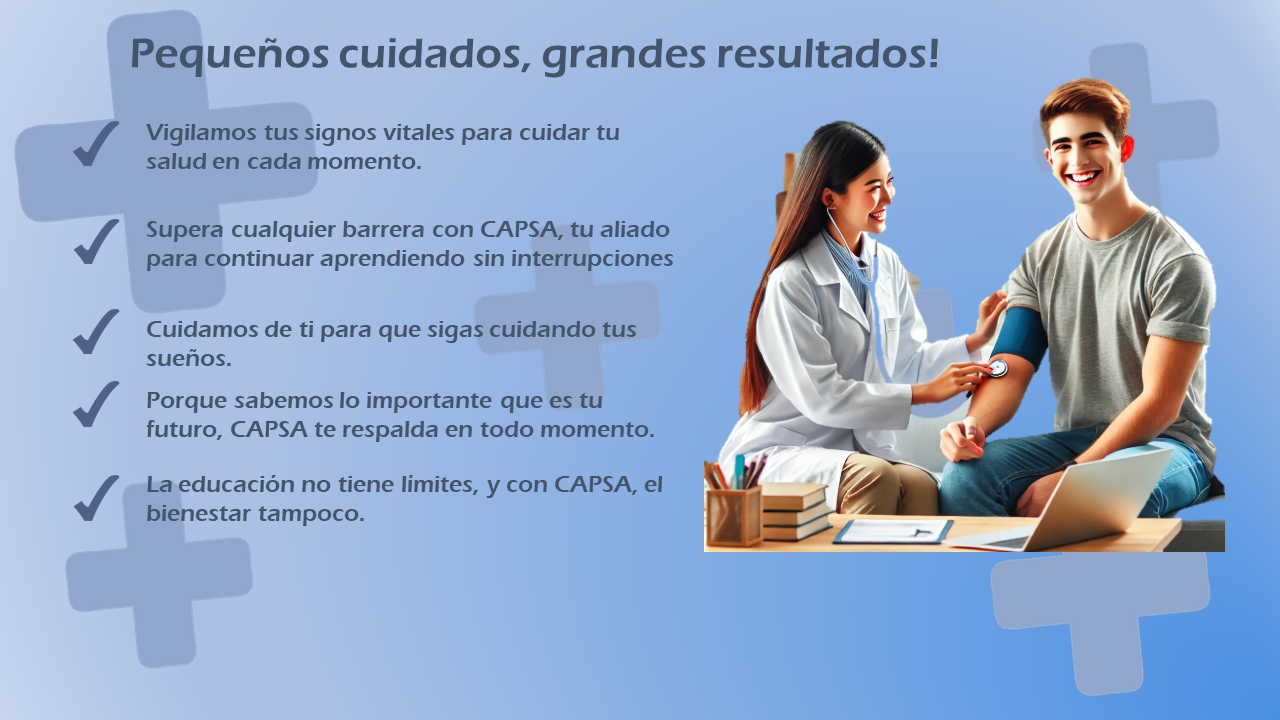 Pequeños cuidados, grandes resultados!
Vigilamos tus signos vitales para cuidar tu
salud en cada momento.
Supera cualquier barrera con CAPSA, tu aliado
para continuar aprendiendo sin interrupciones
Cuidamos de ti para que sigas cuidando tus
sueños.
Porque sabemos lo importante que es tu
futuro, CAPSA te respalda en todo momento.
La educación no tiene límites, y con CAPSA, el
bienestar tampoco.